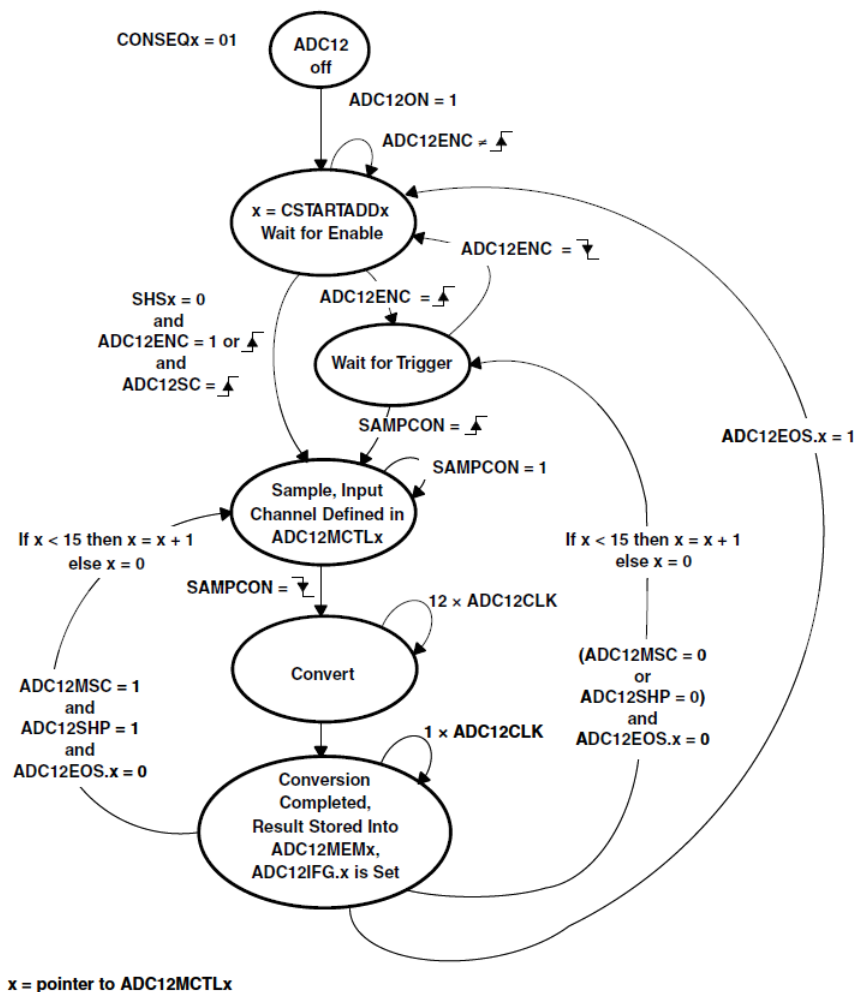 CONSEQx = 01
ADC12
off
ADC12ON = 1
ADC12ENC ≠
x = CSTARTADDx
Wait for Enable
ADC12ENC =
SHSx = 0
and
ADC12ENC = 1 or
and
ADC12SC =
ADC12ENC =
Wait for Trigger
SAMPCON =
ADC12EOS.x = 1
SAMPCON = 1
Sample, Input
Channel Defined in
ADC12MCTLx
If x < 15 then x = x + 1
else x = 0
If x < 15 then x = x + 1
else x = 0
SAMPCON =
12 × ADC12CLK
Convert
ADC12MSC = 1
and
ADC12SHP = 1
and
ADC12EOS.x = 0
(ADC12MSC = 0
or
ADC12SHP = 0)
and
ADC12EOS.x = 0
1 × ADC12CLK
Conversion
Completed,
Result Stored Into
ADC12MEMx,
ADC12IFG.x is Set
x = pointer to ADC12MCTLx